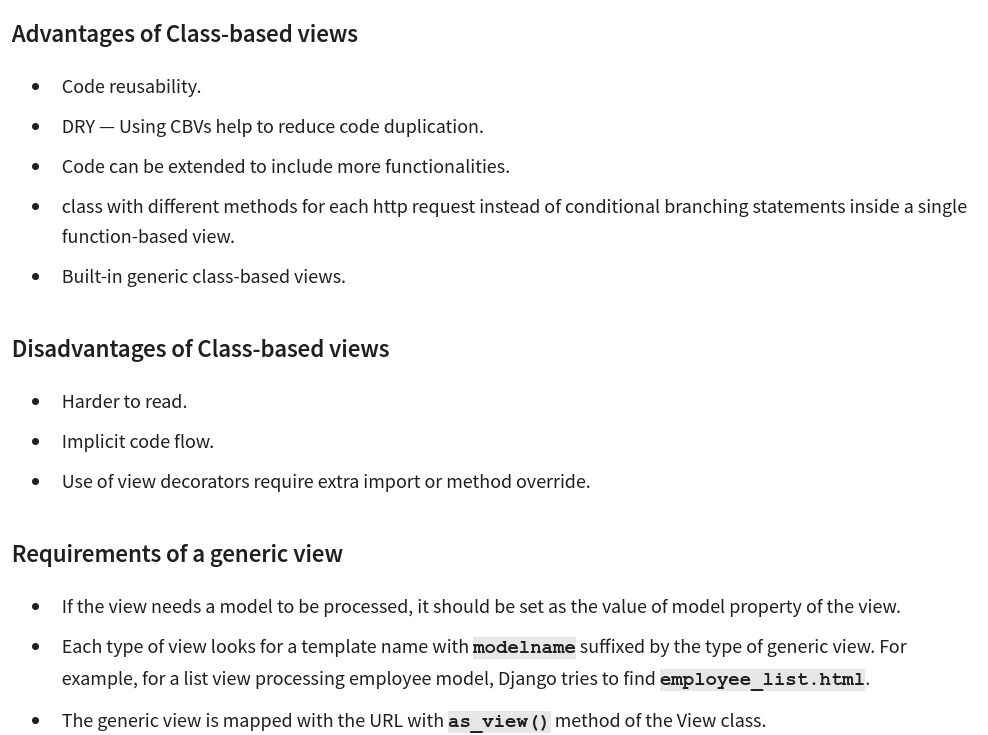 Advantages of Class-based views
• Code reusability.
• DRY — Using CBVs help to reduce code duplication.
• Code can be extended to include more functionalities.
• class with different methods for each http request instead of conditional branching statements inside a single
function-based view.
• Built-in generic class-based views.
Disadvantages of Class-based views
• Harder to read.
• Implicit code flow.
• Use of view decorators require extra import or method override.
Requirements of a generic view
• If the view needs a model to be processed, it should be set as the value of model property of the view.
• Each type of view looks for a template name with modelname suffixed by the type of generic view. For
example, for a list view processing employee model, Django tries to find employee_list.html.
• The generic view is mapped with the URL with as_view() method of the View class.